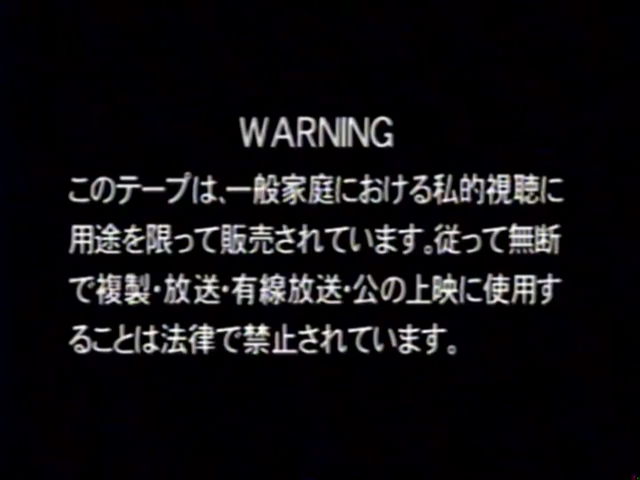 WARNING
このテープは、一般家庭における私的視聴に
用途を限って販売されています。従って無断
で複製・放送・有線放送・公の上映に使用す
ることは法律で禁止されています。